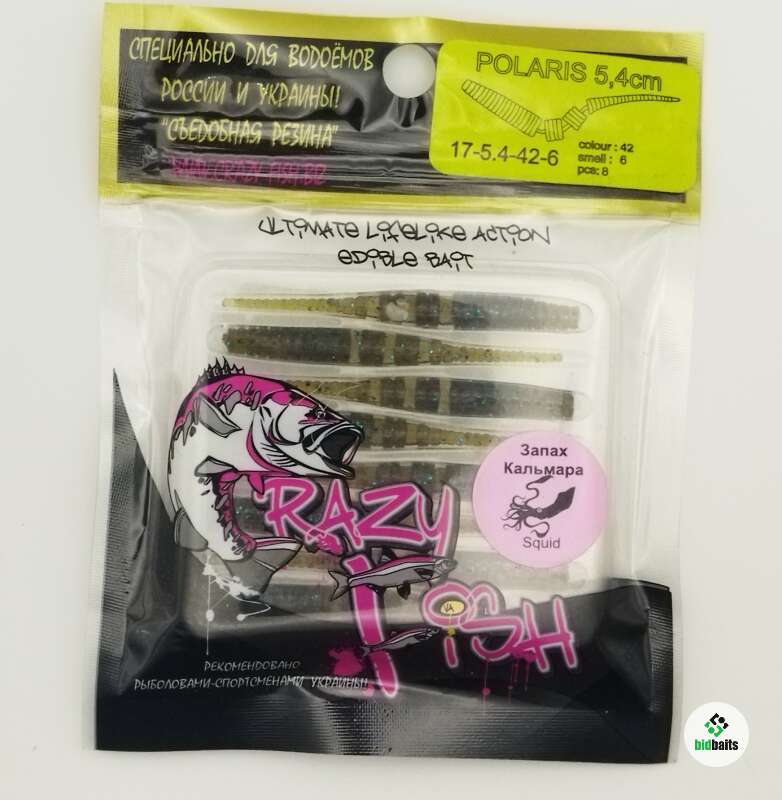 СПЕЦИАЛЬНО ДЛЯ ВОДОЁМОВ
РОССИИ И УКРАИНЫ!
"СЪЕДОБНАЯ РЕЗИНА"
POLARIS 5,4cm
17-5.4-42-6
colour : 42
smell : 6
pcs: 8
ULTIMATE LIFELIKE ACTION
EDIBLE BAIT
Запах
Кальмара
Squid
CRAZY
FISH
РЕКОМЕНДОВАНО
РЫБОЛОВАМИ-СПОРТСМЕНАМИ УКРАИНЫ!
bidbaits